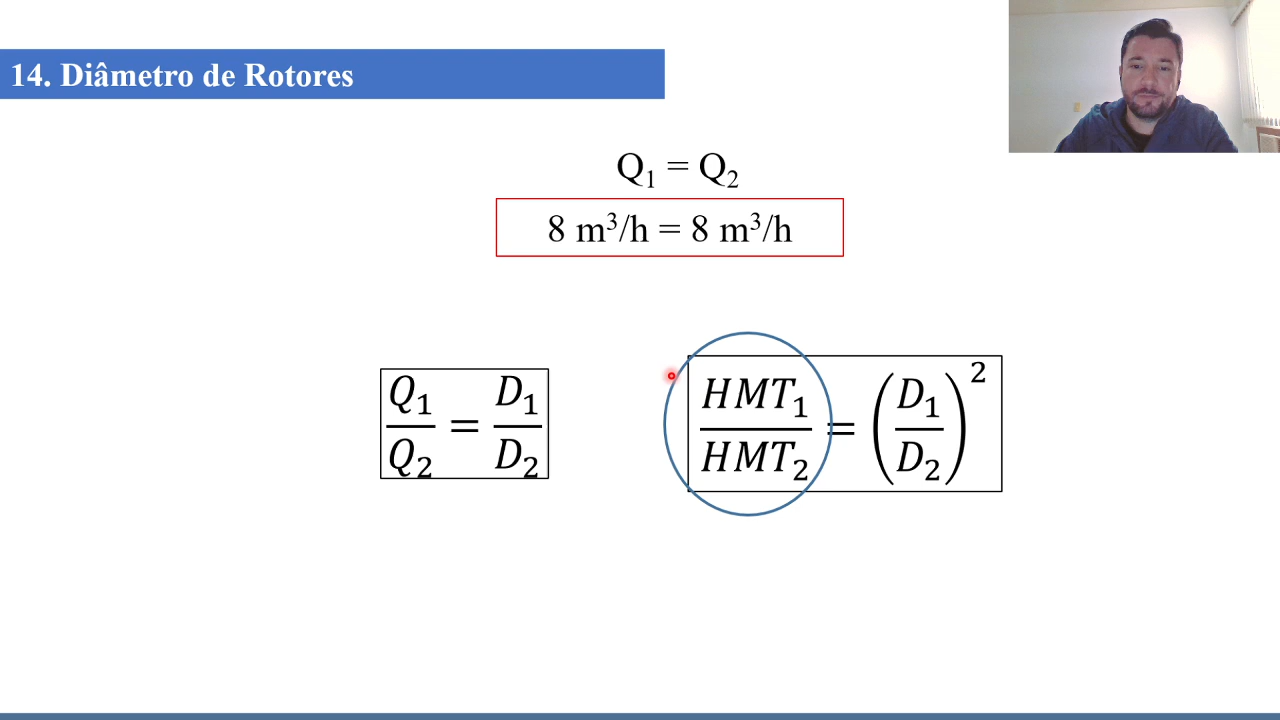 14. Diâmetro de Rotores
Q₁ = Q₂
8 m³/h = 8 m³/h
Q₁/Q₂ = D₁/D₂
HMT₁/HMT₂ = (D₁/D₂)²